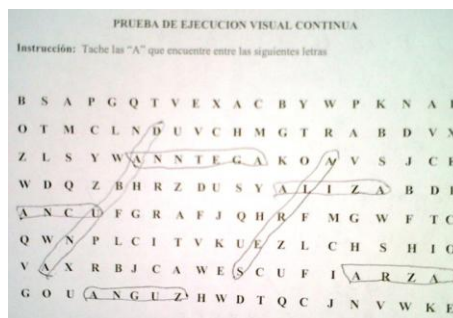 PRUEBA DE EJECUCION VISUAL CONTINUA
Instrucción: Tache las “A” que encuentre entre las siguientes letras
B S A P G Q T V E X A C B Y W P K N A
O T M C L N D U V C H M G T R A B D V
Z L S Y W A N N T E G A K O A V S J C
W D Q Z B H R Z D U S Y A L I Z A B D
A N C U F G R A F J Q H R F M G W F T C
Q W N P L C I T V K U E Z L C H S H I
V A X R B J C A W E S C U F I A R Z A
G O U A N G U Z H W D T Q C J N V W K E